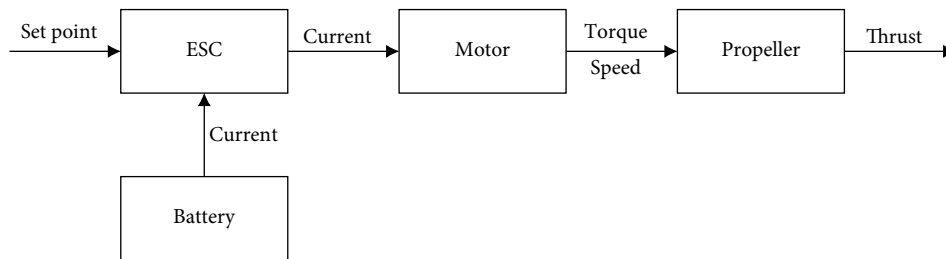 Set point
ESC
Current
Motor
Torque
Speed
Propeller
Thrust
Current
Battery